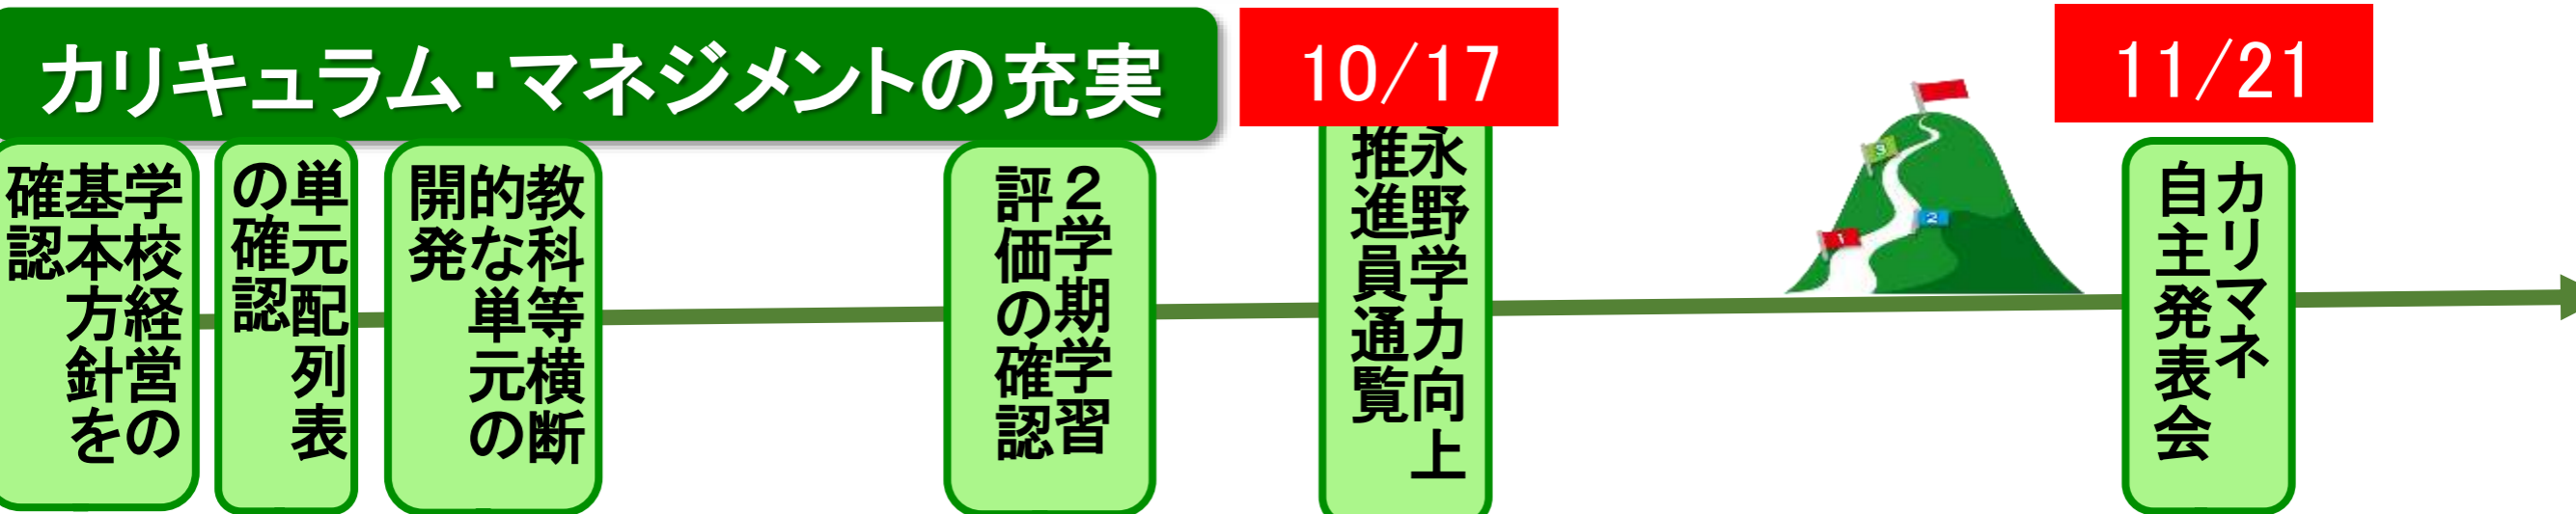 カリキュラム・マネジメントの充実
10/17
11/21
学校経営の
基本方針を
確認
単元配列表
の確認
教科等横断
的な単元の
開発
２学期学習
評価の確認
永野学力向上
推進員通覧
3
2
1
カリマネ
自主発表会